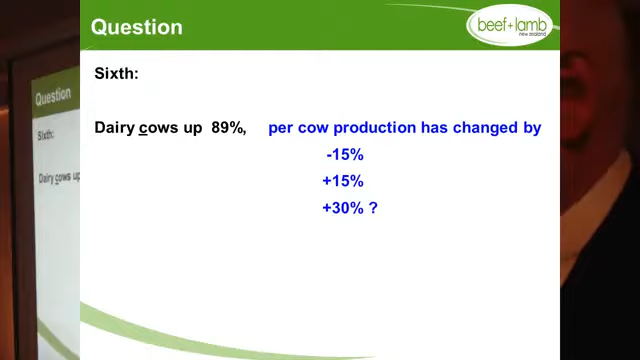 Question
beef+lamb
new zealand
Sixth:
Dairy cows up 89%, per cow production has changed by
-15%
+15%
+30% ?
Question
Sixth:
Dairy cows up